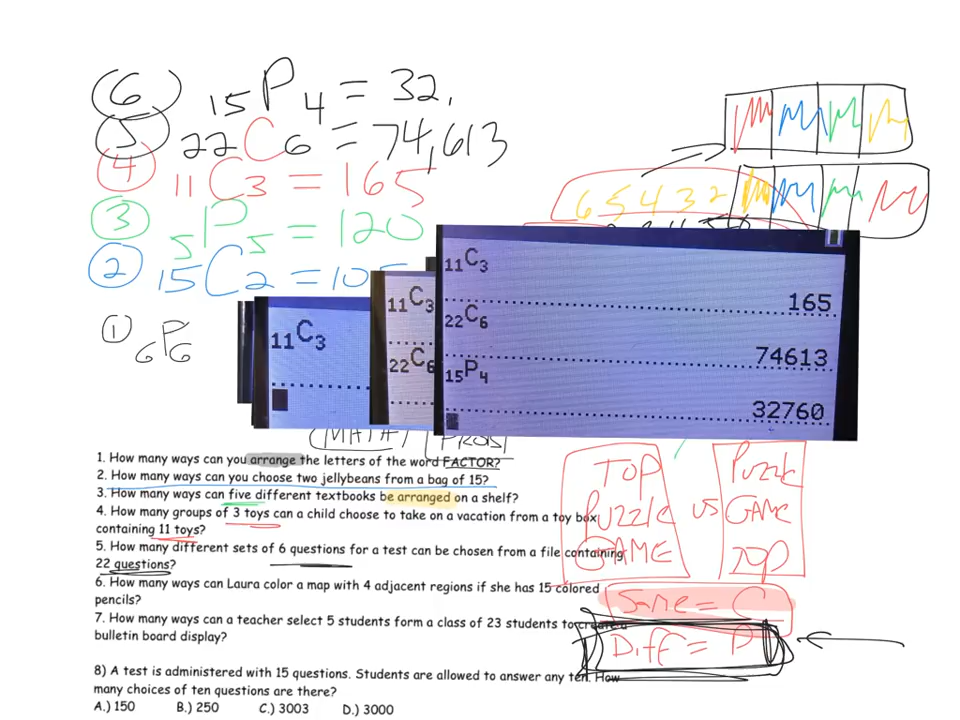 6 15P4 = 32,
5 22C6 = 74,613
4 11C3 = 165
3 5P5 = 120
2 15C2 = 105
1 6P6
6 5 4 3 2
11C3
165
22C6
74613
15P4
32760
11C3
22C6
11C3
MATH
1. How many ways can you arrange the letters of the word FACTOR?
2. How many ways can you choose two jellybeans from a bag of 15?
3. How many ways can five different textbooks be arranged on a shelf?
4. How many groups of 3 toys can a child choose to take on a vacation from a toy box
containing 11 toys?
5. How many different sets of 6 questions for a test can be chosen from a file containing
22 questions?
6. How many ways can Laura color a map with 4 adjacent regions if she has 15 colored
pencils?
7. How many ways can a teacher select 5 students form a class of 23 students to create a
bulletin board display?
8) A test is administered with 15 questions. Students are allowed to answer any ten. How
many choices of ten questions are there?
A.) 150 B.) 250 C.) 3003 D.) 3000
TOP
PUZZLE
GAME
VS
PUZZLE
GAME
TOP
Same = C
Diff = P